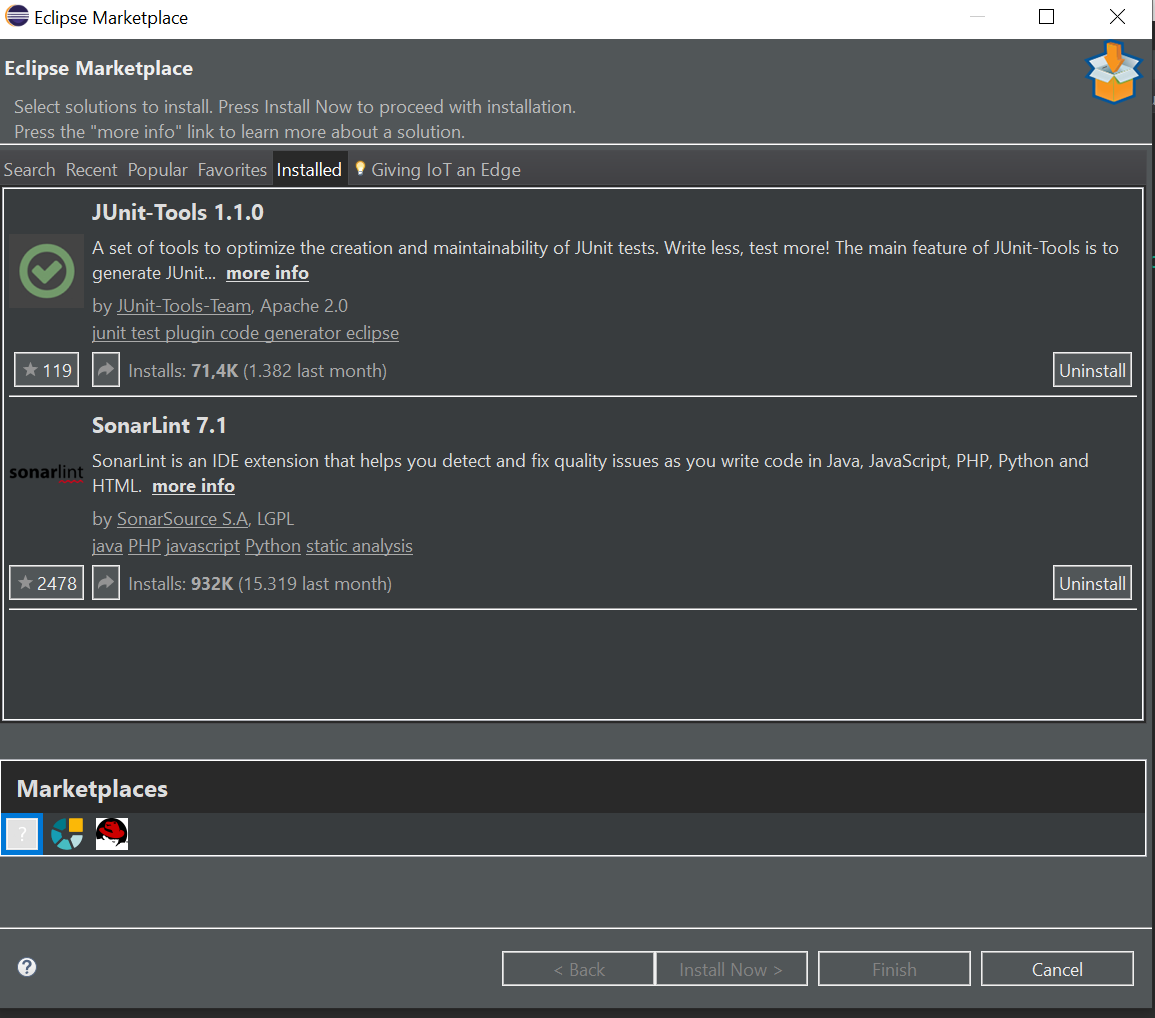 Eclipse Marketplace
Eclipse Marketplace
Select solutions to install. Press Install Now to proceed with installation.
Press the "more info" link to learn more about a solution.
Search Recent Popular Favorites Installed Giving IoT an Edge
JUnit-Tools 1.1.0
A set of tools to optimize the creation and maintainability of JUnit tests. Write less, test more! The main feature of JUnit-Tools is to
generate JUnit... more info
by JUnit-Tools-Team, Apache 2.0
junit test plugin code generator eclipse
119 Installs: 71,4K (1.382 last month) Uninstall
SonarLint 7.1
SonarLint is an IDE extension that helps you detect and fix quality issues as you write code in Java, JavaScript, PHP, Python and
sonarlint
HTML. more info
by SonarSource S.A, LGPL
java PHP javascript Python static analysis
2478 Installs: 932K (15.319 last month) Uninstall
Marketplaces
?
? < Back Install Now > Finish Cancel